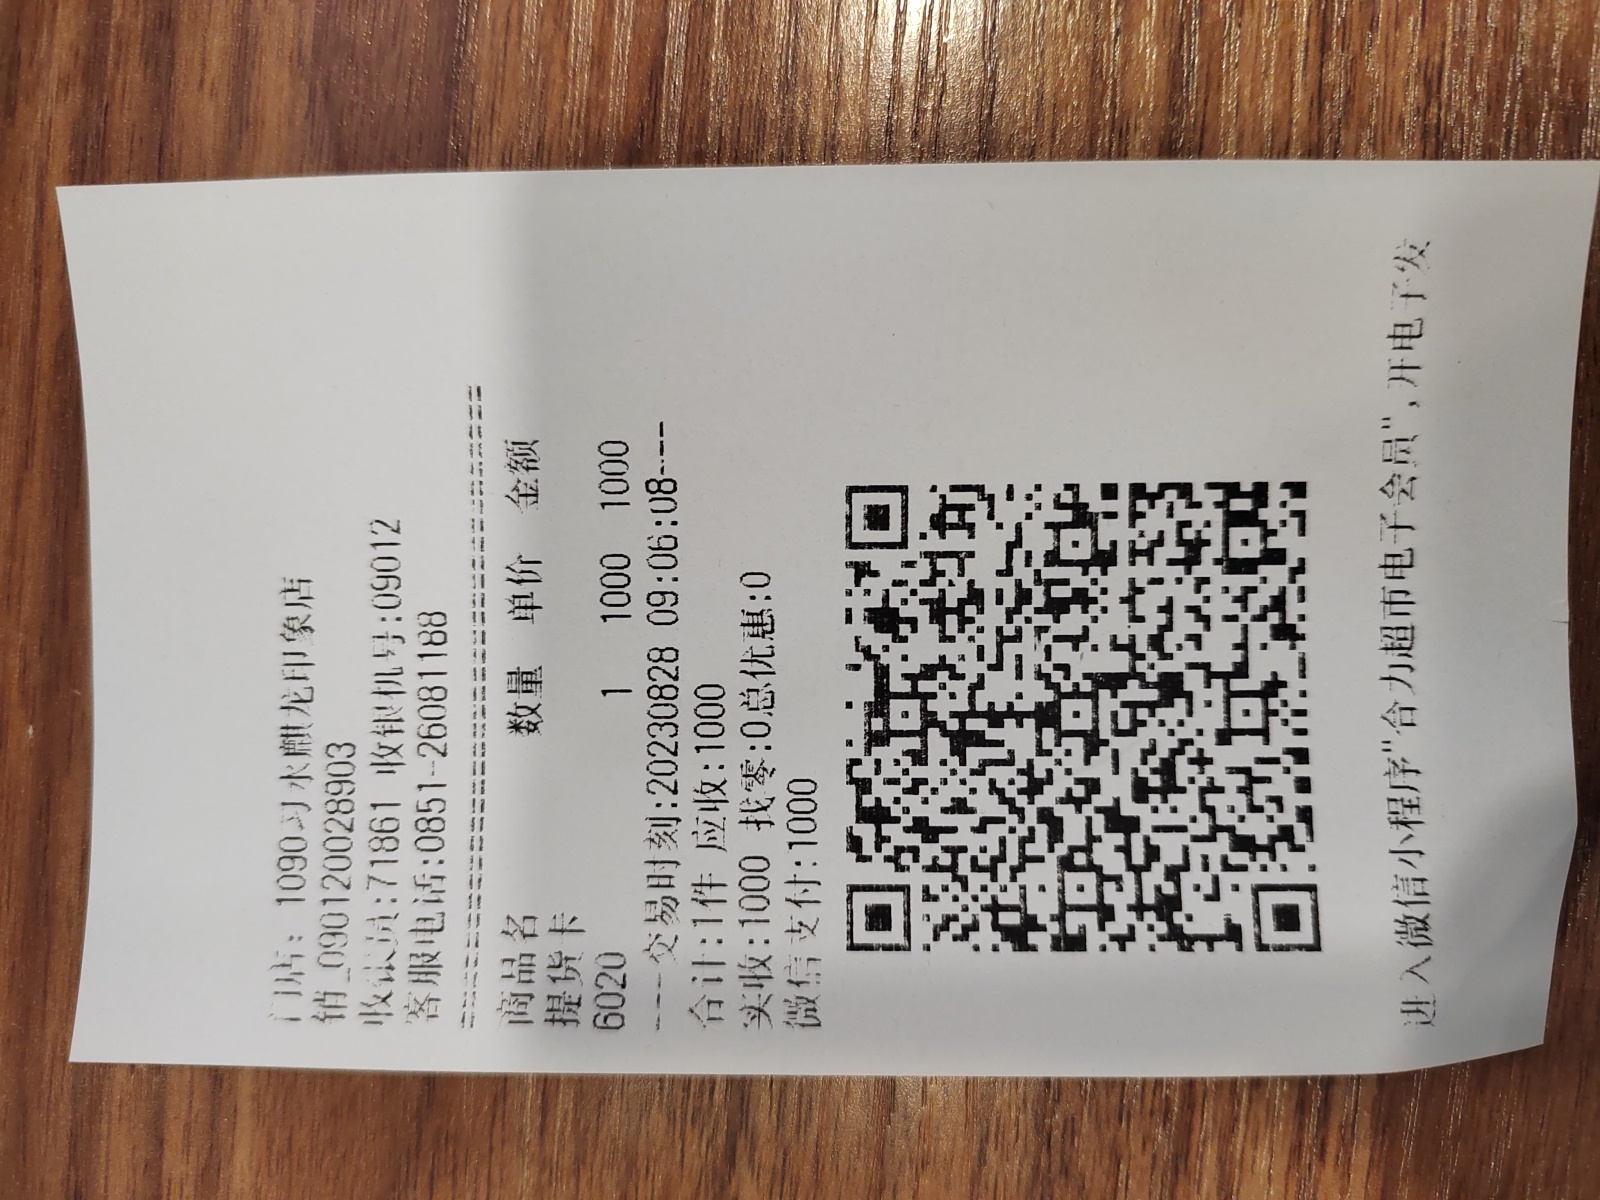 门店: 1090习水麒龙印象店
销_0901200289​03
收银员:71861 收银机号:09012
客服电话:0851-26081188
================================
商品名 数量 单价 金额
提货卡
6020 1 1000 1000
----交易时刻:20230828 09:06:08----
合计:1件 应收:1000
实收:1000 找零:0总优惠:0
微信支付:1000
进入微信小程序"合力超市电子会员",开电子发